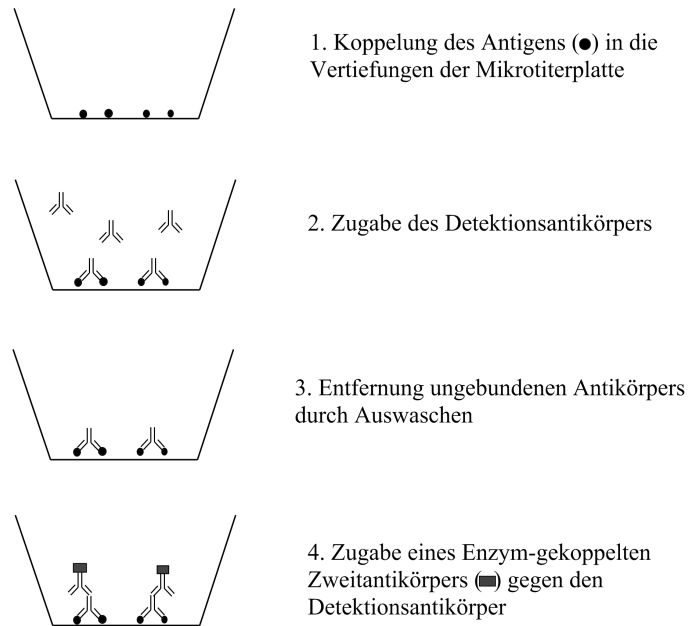 1. Koppelung des Antigens (●) in die
Vertiefungen der Mikrotiterplatte
2. Zugabe des Detektionsantikörpers
3. Entfernung ungebundenen Antikörpers
durch Auswaschen
4. Zugabe eines Enzym-gekoppelten
Zweitantikörpers (■) gegen den
Detektionsantikörper